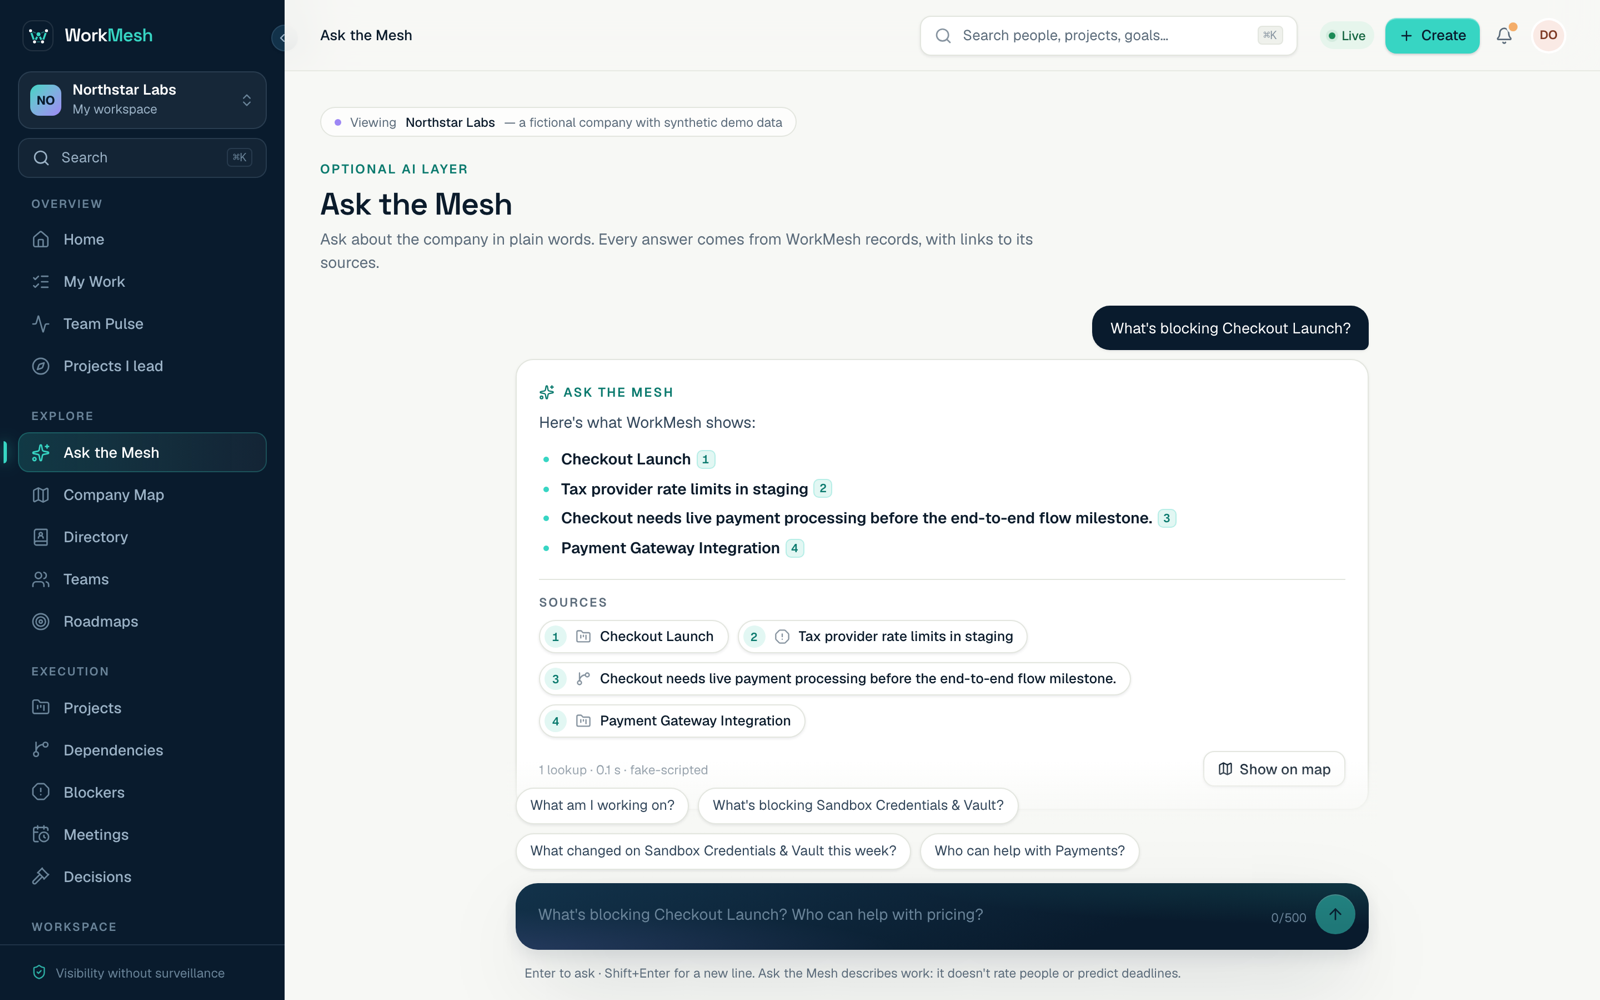 WorkMesh
NO
Northstar Labs
My workspace
Search
⌘K
OVERVIEW
Home
My Work
Team Pulse
Projects I lead
EXPLORE
Ask the Mesh
Company Map
Directory
Teams
Roadmaps
EXECUTION
Projects
Dependencies
Blockers
Meetings
Decisions
WORKSPACE
Visibility without surveillance
Ask the Mesh
Search people, projects, goals...
⌘K
Live
Create
DO
Viewing Northstar Labs — a fictional company with synthetic demo data
OPTIONAL AI LAYER
Ask the Mesh
Ask about the company in plain words. Every answer comes from WorkMesh records, with links to its
sources.
What's blocking Checkout Launch?
ASK THE MESH
Here's what WorkMesh shows:
Checkout Launch 1
Tax provider rate limits in staging 2
Checkout needs live payment processing before the end-to-end flow milestone. 3
Payment Gateway Integration 4
SOURCES
1 Checkout Launch
2 Tax provider rate limits in staging
3 Checkout needs live payment processing before the end-to-end flow milestone.
4 Payment Gateway Integration
1 lookup · 0.1 s · fake-scripted
Show on map
What am I working on?
What's blocking Sandbox Credentials & Vault?
What changed on Sandbox Credentials & Vault this week?
Who can help with Payments?
What's blocking Checkout Launch? Who can help with pricing?
0/500
Enter to ask · Shift+Enter for a new line. Ask the Mesh describes work: it doesn't rate people or predict deadlines.